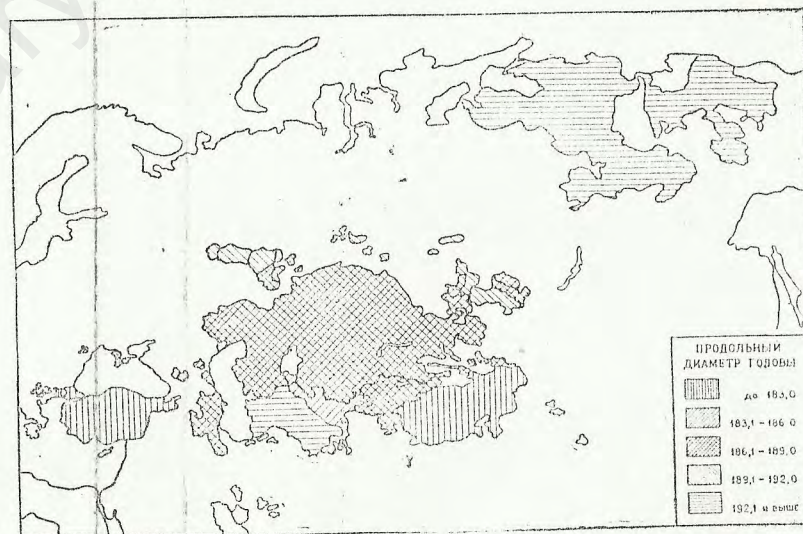 ПРОДОЛЬНЫЙ
ДИАМЕТР ГОЛОВЫ
до 183,0
183,1 – 186,0
186,1 – 189,0
189,1 – 192,0
192,1 и выше